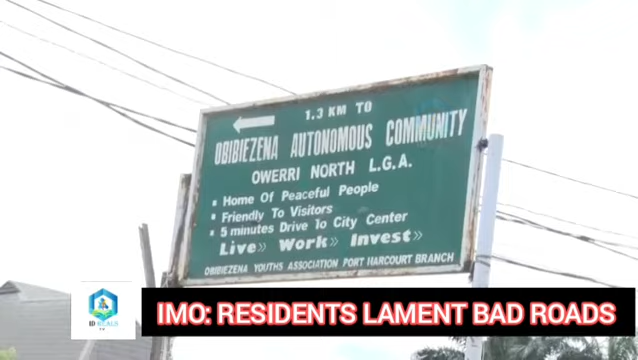 1.3 KM TO
OBIBIEZENA AUTONOMOUS COMMUNITY
OWERRI NORTH L.G.A.
Home Of Peaceful People
Friendly To Visitors
5 minutes Drive To City Center
Live» Work» Invest»
OBIBIEZENA YOUTHS ASSOCIATION PORT HARCOURT BRANCH
IMO: RESIDENTS LAMENT BAD ROADS